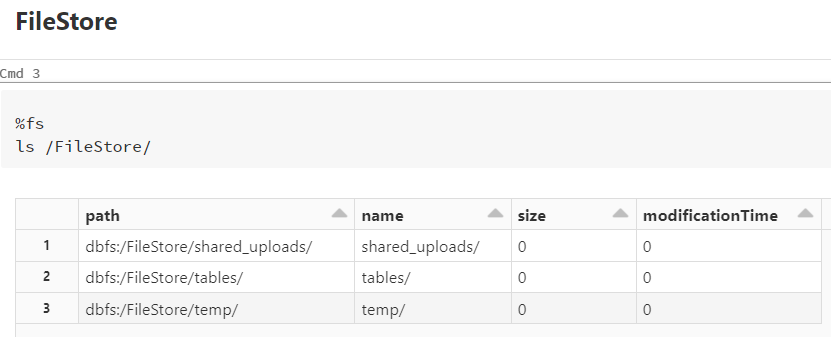 FileStore
Cmd 3
%fs
ls /FileStore/
path name size modificationTime
1 dbfs:/FileStore/shared_uploads/ shared_uploads/ 0 0
2 dbfs:/FileStore/tables/ tables/ 0 0
3 dbfs:/FileStore/temp/ temp/ 0 0